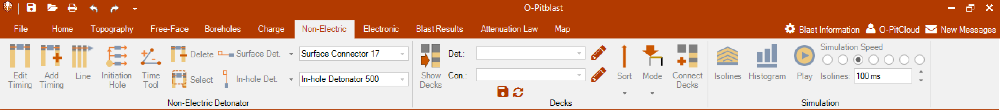 O-Pitblast
File Home Topography Free-Face Boreholes Charge Non-Electric Electronic Blast Results Attenuation Law Map Blast Information O-PitCloud New Messages
Edit Timing
Add Timing
Line
Initiation Hole
Time Tool
Delete
Select
Surface Det.
In-hole Det.
Surface Connector 17
In-hole Detonator 500
Non-Electric Detonator
Show Decks
Det.:
Con.:
Sort
Mode
Connect Decks
Decks
Isolines
Histogram
Play
Simulation Speed
Isolines: 100 ms
Simulation